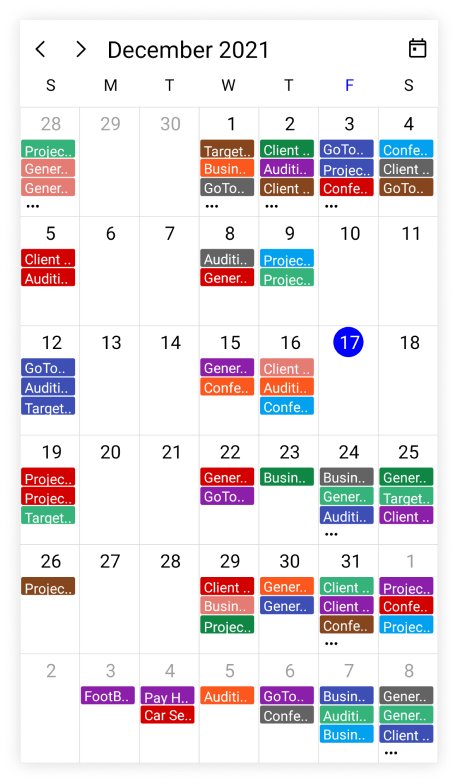 December 2021
S M T W T F S
28 29 30 1 2 3 4
Projec.. Target.. Client .. GoTo.. Confe..
Gener.. Busin.. Auditi.. Projec.. Client ..
Gener.. GoTo.. Client .. Confe.. GoTo..
... ... ... ...
5 6 7 8 9 10 11
Client .. Auditi.. Projec..
Auditi.. Gener.. Projec..
12 13 14 15 16 17 18
GoTo.. Gener.. Client ..
Auditi.. Confe.. Auditi..
Target.. Confe..
19 20 21 22 23 24 25
Projec.. Gener.. Busin.. Busin.. Gener..
Projec.. GoTo.. Gener.. Target..
Target.. Auditi.. Client ..
...
26 27 28 29 30 31 1
Projec.. Client .. Gener.. Client .. Projec..
Busin.. Gener.. Client .. Confe..
Projec.. Confe.. Projec..
...
2 3 4 5 6 7 8
FootB.. Pay H.. Auditi.. GoTo.. Busin.. Gener..
Car Se.. Confe.. Auditi.. Gener..
Busin.. Client ..
...